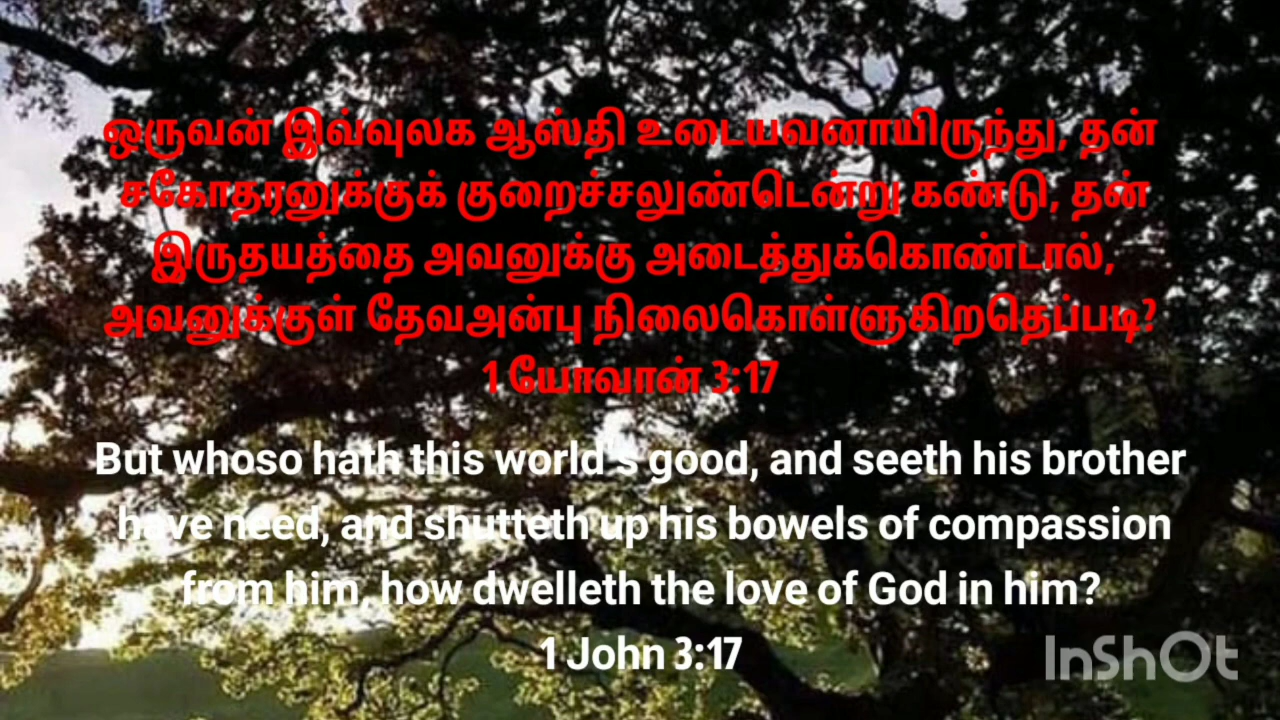 ஒருவன் இவ்வுலக ஆஸ்தி உடையவனாயிருந்து, தன்
சகோதரனுக்குக் குறைச்சலுண்டென்று கண்டு, தன்
இருதயத்தை அவனுக்கு அடைத்துக்கொண்டால்,
அவனுக்குள் தேவஅன்பு நிலைகொள்ளுகிறதெப்படி?
1 யோவான் 3:17
But whoso hath this world's good, and seeth his brother
have need, and shutteth up his bowels of compassion
from him, how dwelleth the love of God in him?
1 John 3:17
InShOt